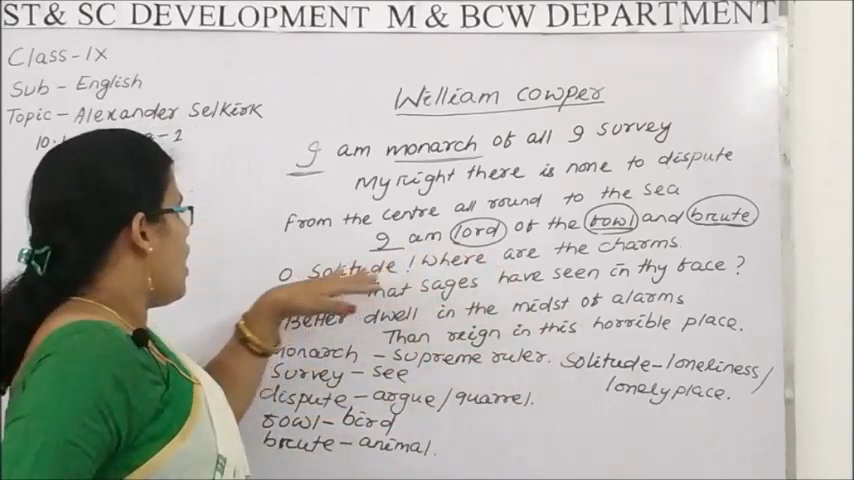 ST& SC DEVELOPMENT M & BCW DEPARTMENT
Class-IX
Sub - English
Topic - Alexander Selkirk
William Cowper
I am monarch of all I survey
My right there is none to dispute
From the centre all round to the sea
I am lord of the fowl and brute
O Solitude! Where are the charms
That sages have seen in thy face?
Better dwell in the midst of alarms
Than reign in this horrible place.
monarch - supreme ruler. Solitude - loneliness/
lonely place.
Survey - see
dispute - argue/quarrel.
fowl - bird
brute - animal.